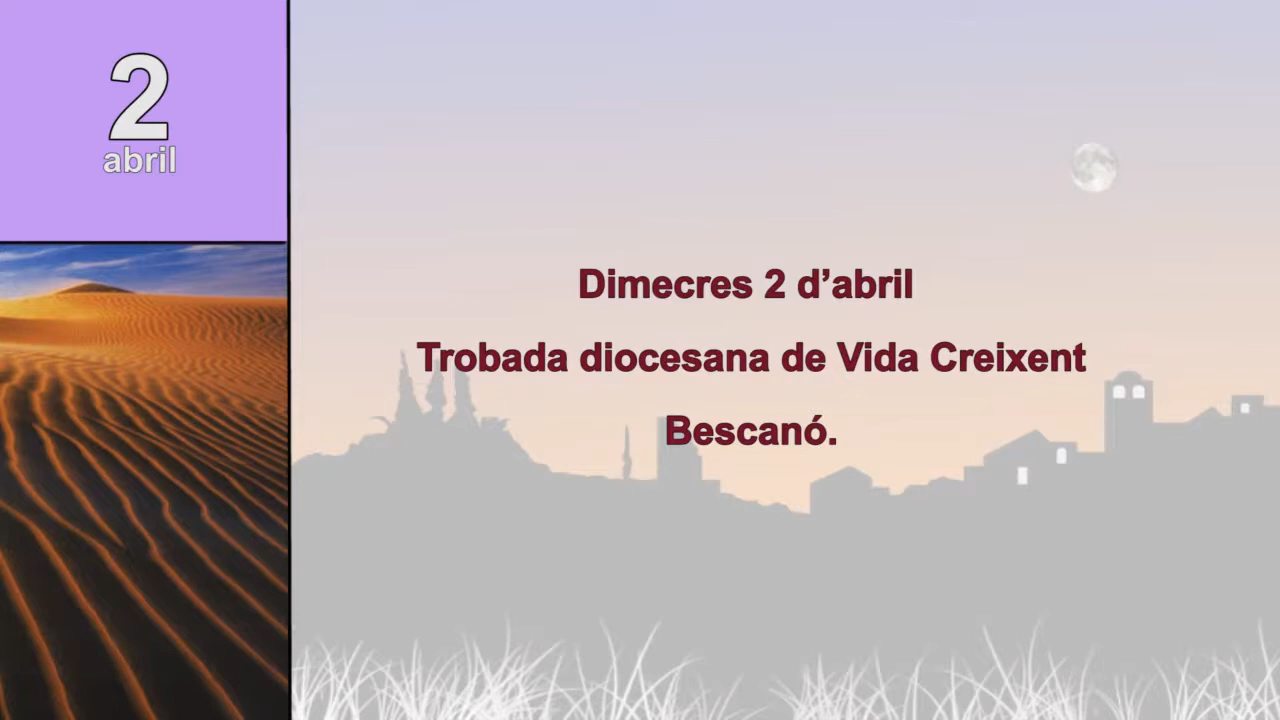 2
abril
Dimecres 2 d’abril
Trobada diocesana de Vida Creixent
Bescanó.